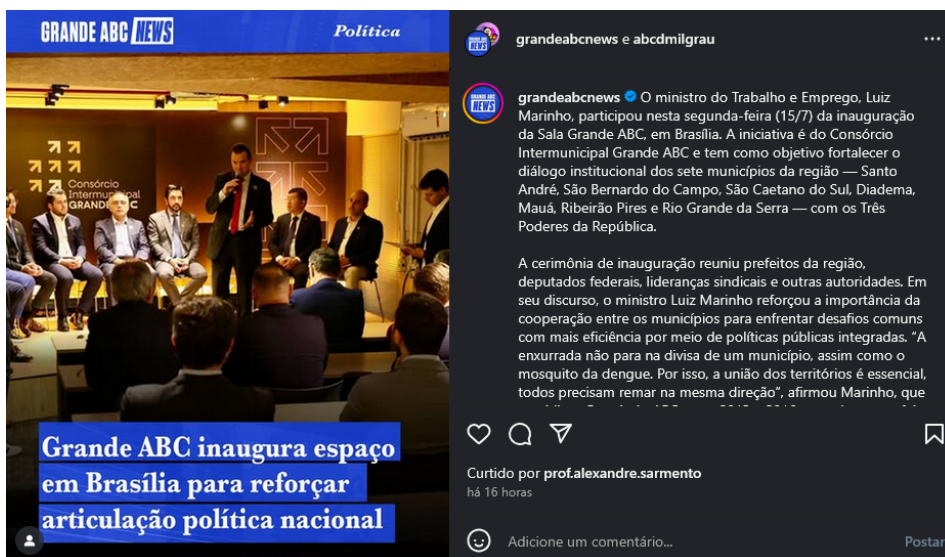 GRANDE ABC NEWS
Política
Consórcio
Intermunicipal
GRANDE ABC
Grande ABC inaugura espaço
em Brasília para reforçar
articulação política nacional
grandeabcnews e abcdmilgrau
grandeabcnews O ministro do Trabalho e Emprego, Luiz
Marinho, participou nesta segunda-feira (15/7) da inauguração
da Sala Grande ABC, em Brasília. A iniciativa é do Consórcio
Intermunicipal Grande ABC e tem como objetivo fortalecer o
diálogo institucional dos sete municípios da região — Santo
André, São Bernardo do Campo, São Caetano do Sul, Diadema,
Mauá, Ribeirão Pires e Rio Grande da Serra — com os Três
Poderes da República.
A cerimônia de inauguração reuniu prefeitos da região,
deputados federais, lideranças sindicais e outras autoridades. Em
seu discurso, o ministro Luiz Marinho reforçou a importância da
cooperação entre os municípios para enfrentar desafios comuns
com mais eficiência por meio de políticas públicas integradas. “A
enxurrada não para na divisa de um município, assim como o
mosquito da dengue. Por isso, a união dos territórios é essencial,
todos precisam remar na mesma direção”, afirmou Marinho, que
Curtido por prof.alexandre.sarmento
há 16 horas
Adicione um comentário...
Postar